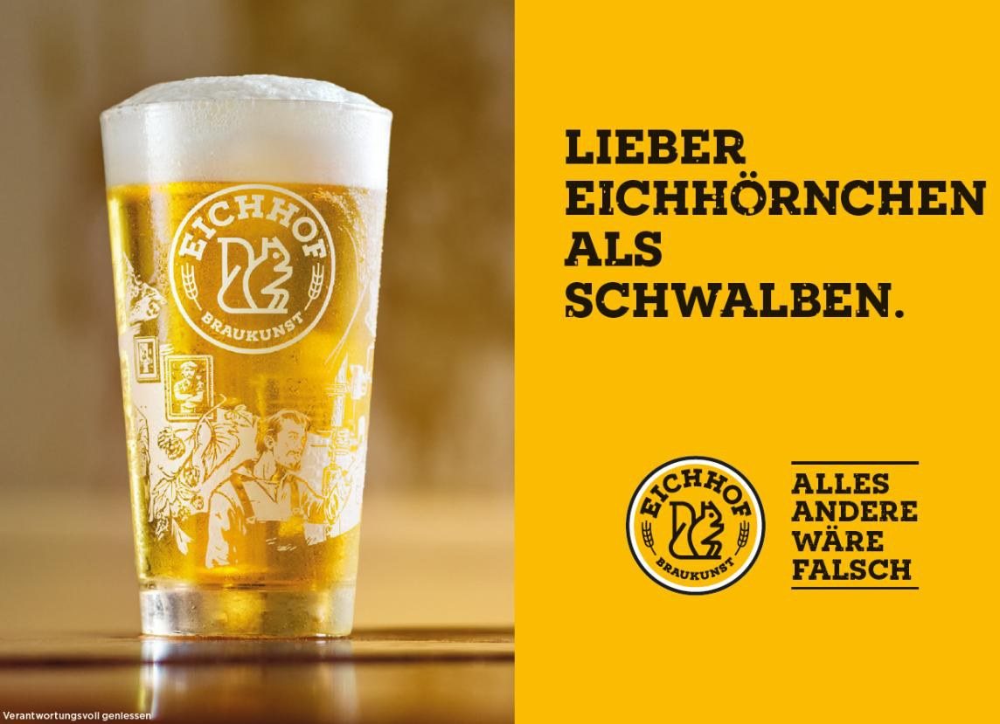 EICHHOF
BRAUKUNST
Verantwortungsvoll geniessen
LIEBER
EICHHÖRNCHEN
ALS
SCHWALBEN.
EICHHOF
BRAUKUNST
ALLES
ANDERE
WÄRE
FALSCH